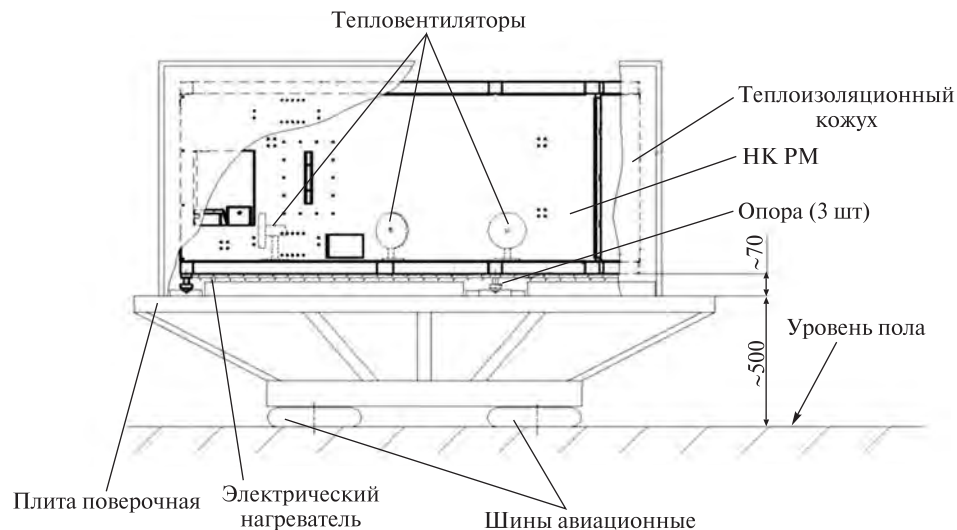 Тепловентиляторы
Теплоизоляционный
кожух
НК РМ
Опора (3 шт)
~70
Уровень пола
~500
Плита поверочная
Электрический
нагреватель
Шины авиационные